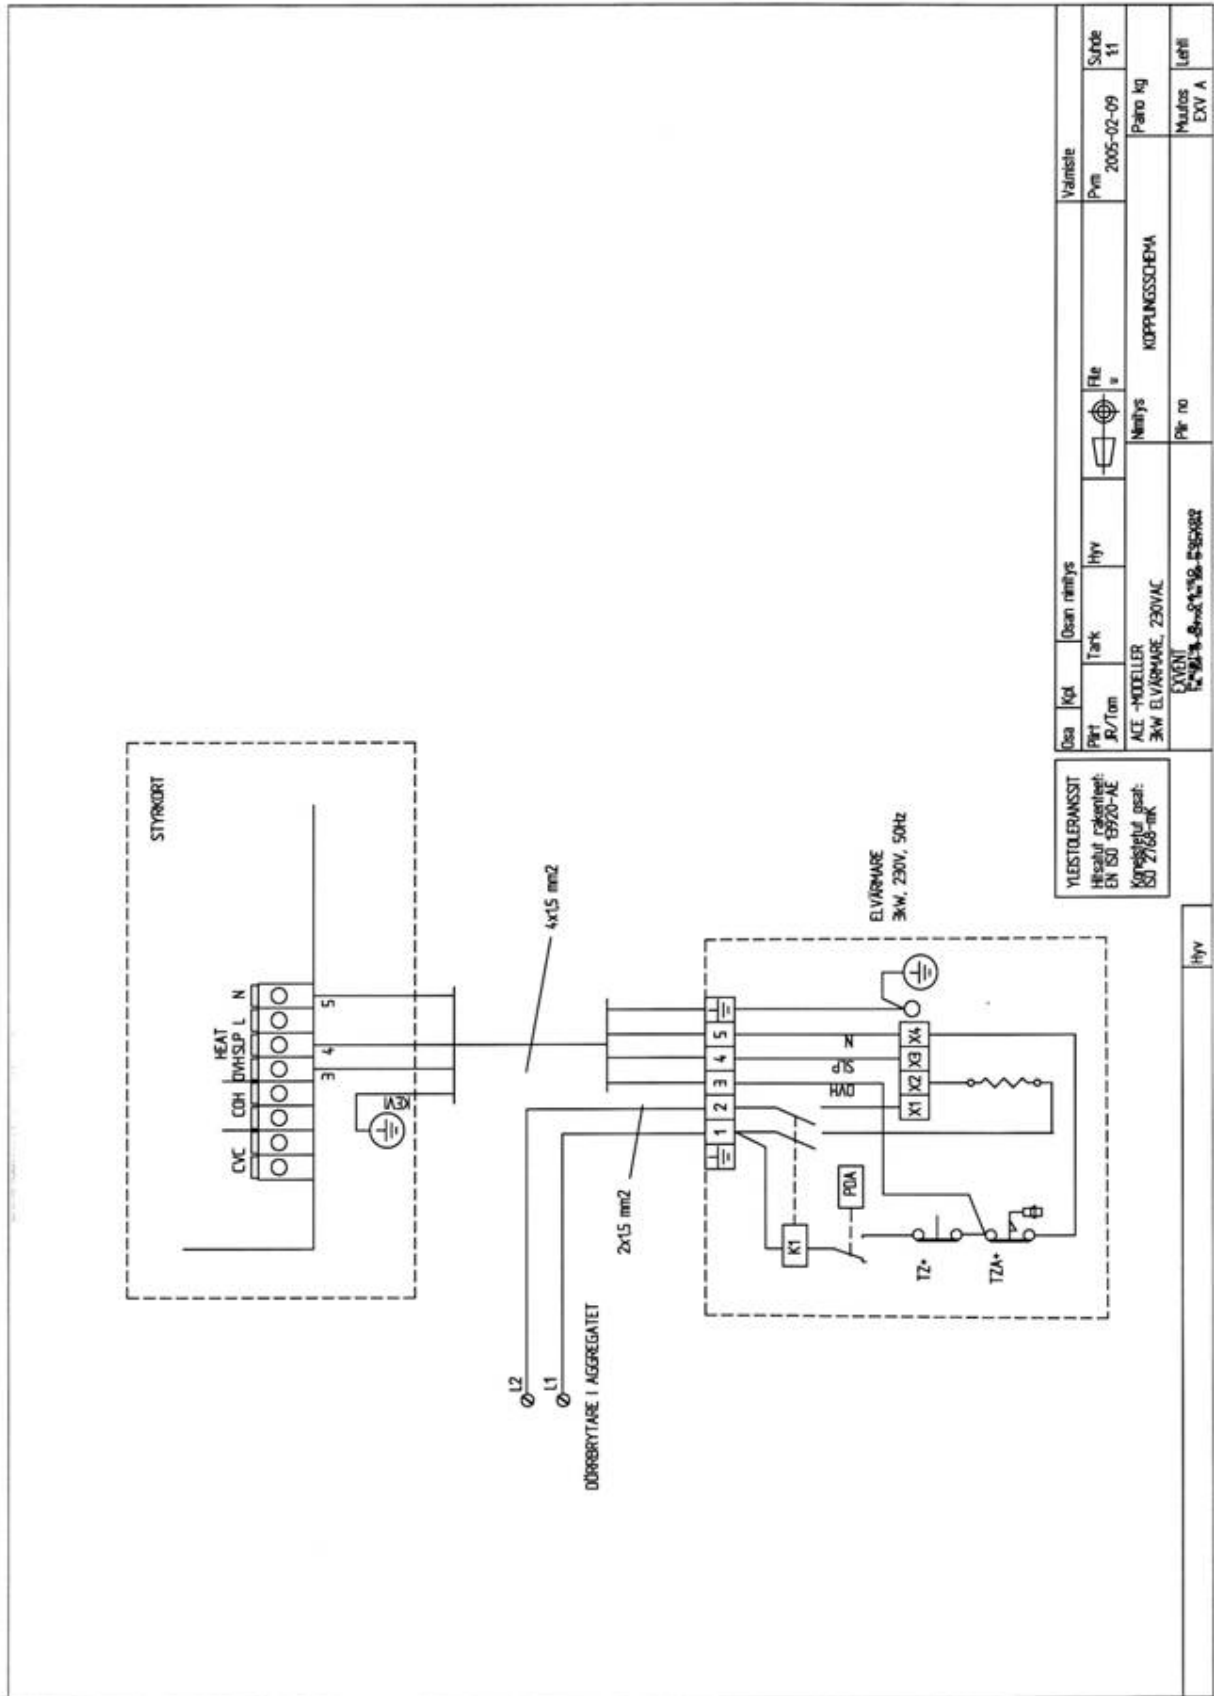 STYRKORT
HEAT
CVC COH OVH SLP L N
3 4 5
KEVI
4x1,5 mm2
L2
L1
DÖRRBRYTARE I AGGREGATET
2x1,5 mm2
ELVÄRMARE
3kW, 230V, 50Hz
1 2 3 4 5
OVH SLP N
K1
PDA
X1 X2 X3 X4
TZ+
TZA+
YLEISTOLERANSSIT
Hitsatut rakenteet:
EN ISO 13920-AE
Koneistetut osat:
ISO 2768-mK
Hyv
Osa Kpl Osan nimitys Valmiste
Piirt Tark Hyv File Pvm Suhde
JR/Tom 2005-02-09 1:1
ACE -MODELLER Nimitys Paino kg
3kW ELVÄRMARE, 230VAC KOPPLINGSSCHEMA
EXVENT Piir no Muutos Lehti
EXV A